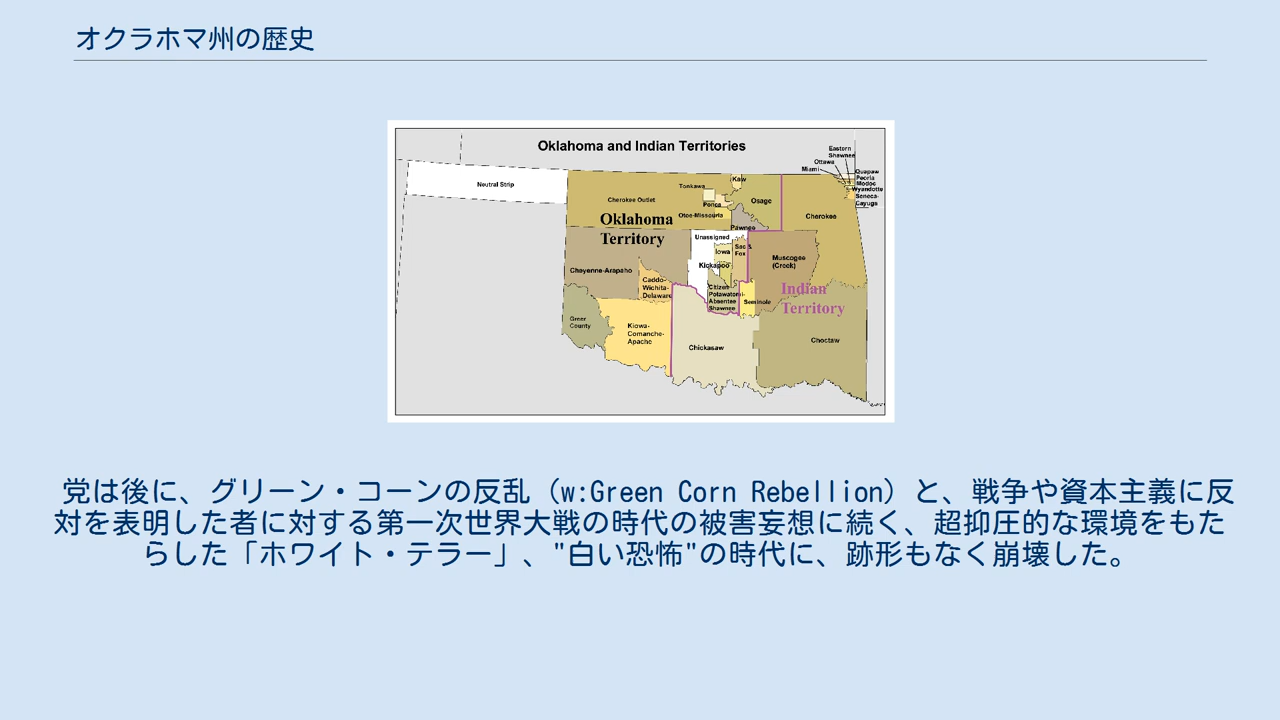 オクラホマ州の歴史
Oklahoma and Indian Territories
Neutral Strip
Cherokee Outlet
Tonkawa
Kaw
Ponca
Otoe-Missouria
Osage
Pawnee
Eastern
Shawnee
Ottawa
Miami
Quapaw
Peoria
Modoc
Wyandotte
Seneca-
Cayuga
Cherokee
Oklahoma
Territory
Unassigned
Iowa
Sac &
Fox
Kickapoo
Muscogee
(Creek)
Cheyenne-Arapaho
Caddo-
Wichita-
Delaware
Citizen
Potawatomi-
Absentee
Shawnee
Seminole
Indian
Territory
Greer
County
Kiowa-
Comanche-
Apache
Chickasaw
Choctaw
党は後に、グリーン・コーンの反乱（w:Green Corn Rebellion）と、戦争や資本主義に反
対を表明した者に対する第一次世界大戦の時代の被害妄想に続く、超抑圧的な環境をもた
らした「ホワイト・テラー」、"白い恐怖"の時代に、跡形もなく崩壊した。